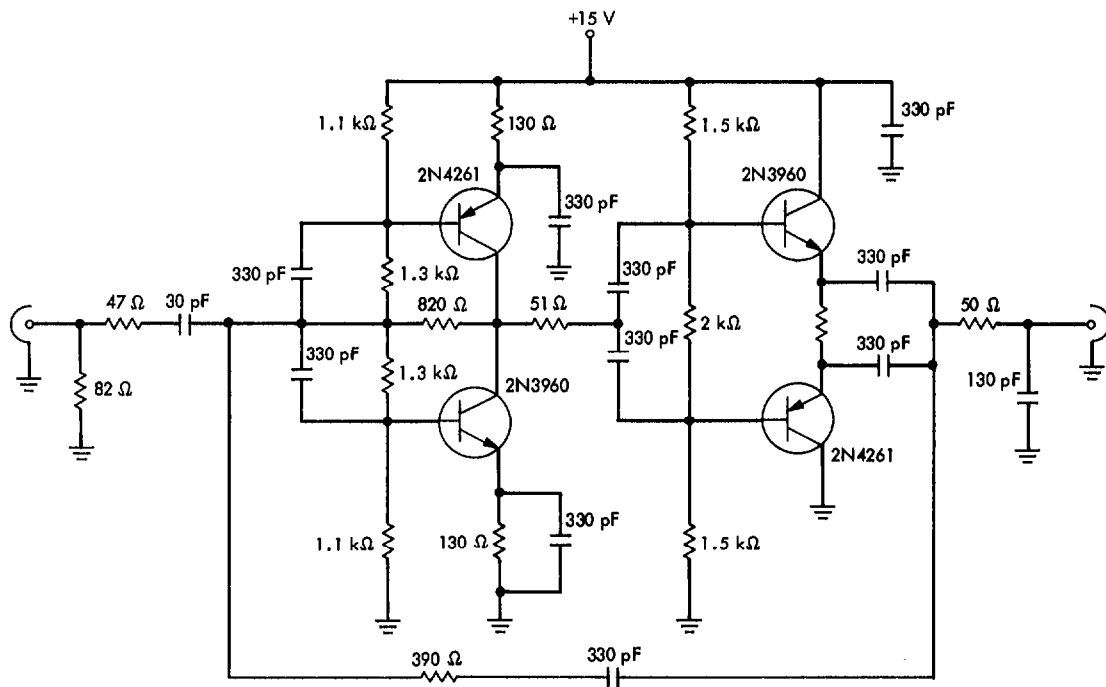 +15 V
330 pF
1.1 kΩ
130 Ω
1.5 kΩ
2N4261
2N3960
330 pF
330 pF
330 pF
1.3 kΩ
330 pF
47 Ω
30 pF
820 Ω
51 Ω
50 Ω
2 kΩ
330 pF
330 pF
330 pF
82 Ω
1.3 kΩ
2N3960
130 pF
2N4261
330 pF
1.1 kΩ
130 Ω
1.5 kΩ
390 Ω
330 pF